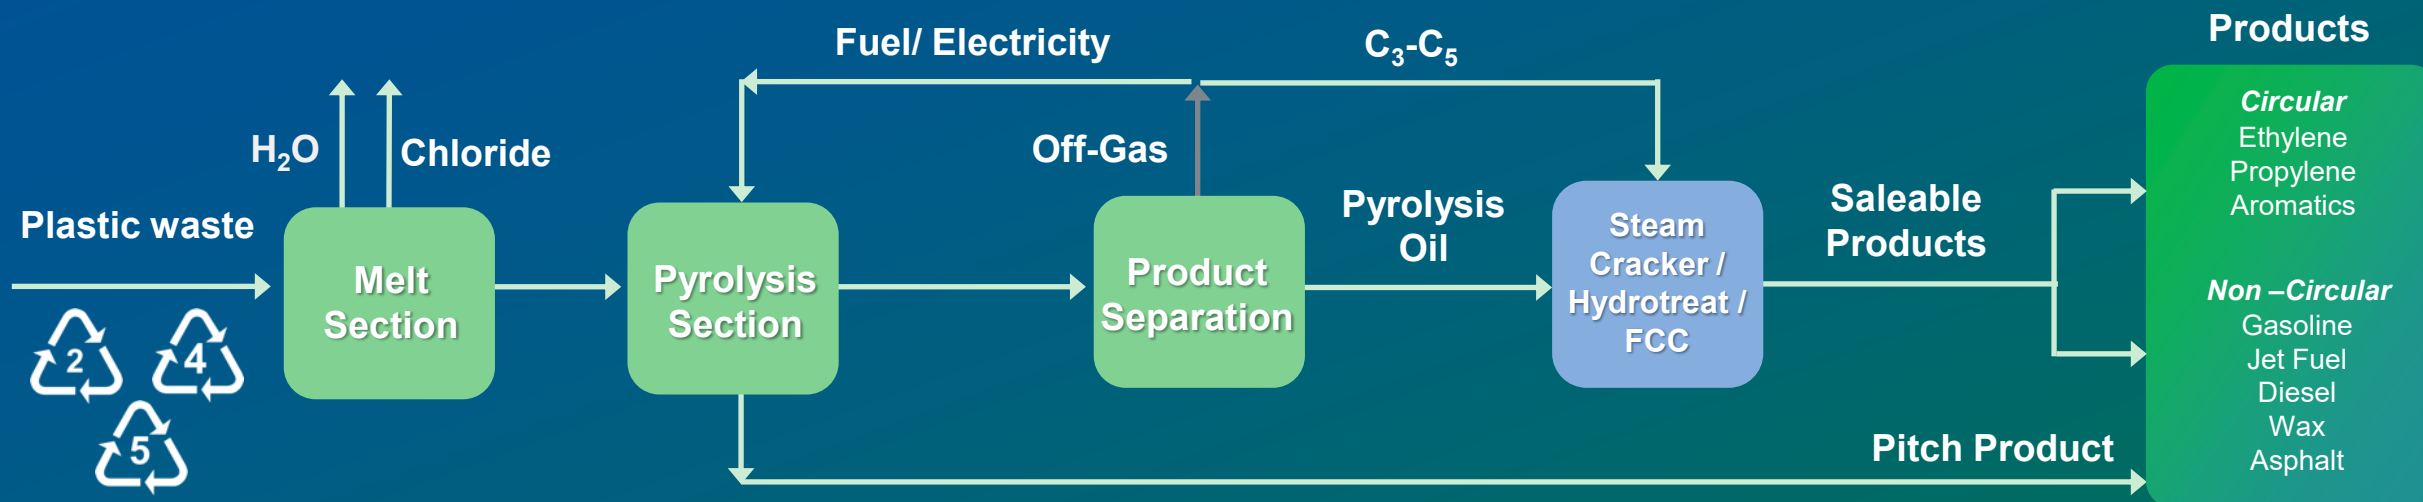 Products
Fuel/ Electricity
C₃-C₅
H₂O
Chloride
Off-Gas
Plastic waste
2
4
5
Melt
Section
Pyrolysis
Section
Product
Separation
Pyrolysis
Oil
Steam
Cracker /
Hydrotreat /
FCC
Saleable
Products
Pitch Product
Circular
Ethylene
Propylene
Aromatics
Non –Circular
Gasoline
Jet Fuel
Diesel
Wax
Asphalt